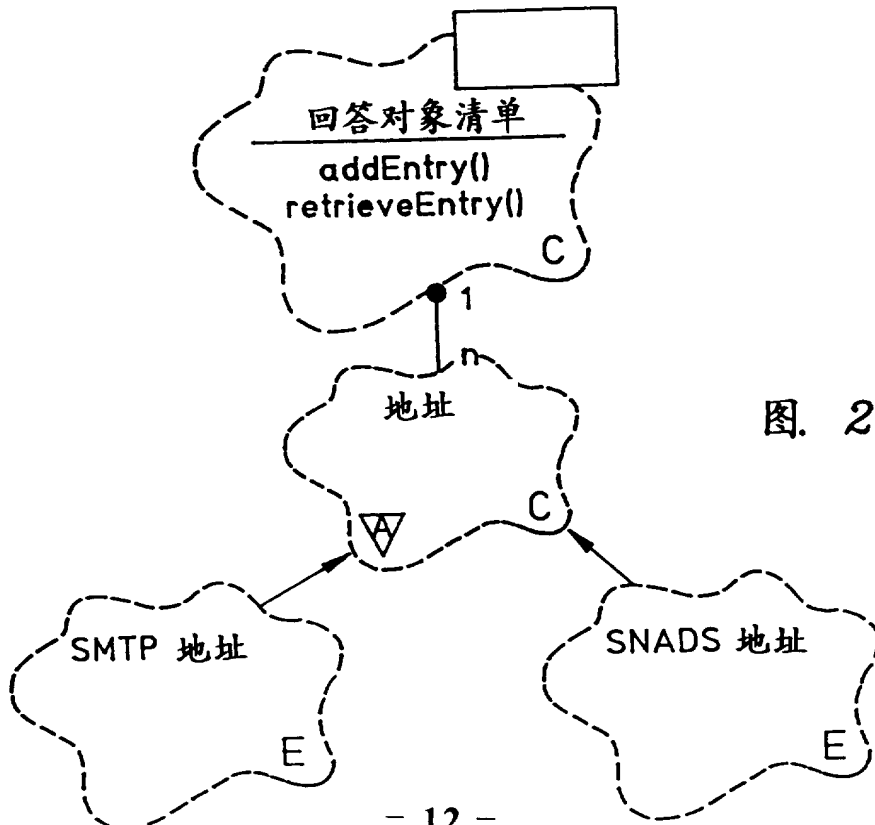 回答对象清单
addEntry()
retrieveEntry()
C
1
n
地址
图. 2
A
C
SMTP 地址
SNADS 地址
E
E
- 12 -